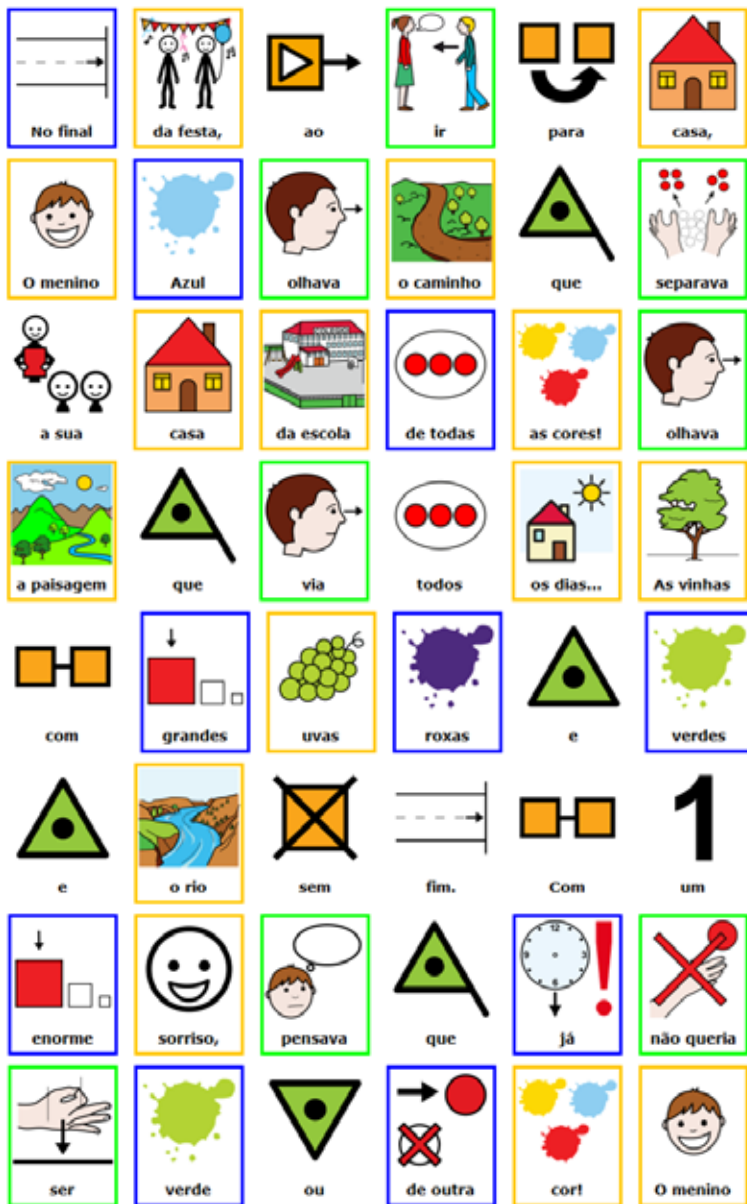 No final da festa, ao ir para casa,
O menino Azul olhava o caminho que separava
a sua casa da escola de todas as cores! olhava
a paisagem que via todos os dias... As vinhas
com grandes uvas roxas e verdes
e o rio sem fim. Com 1 um
enorme sorriso, pensava que já não queria
ser verde ou de outra cor! O menino